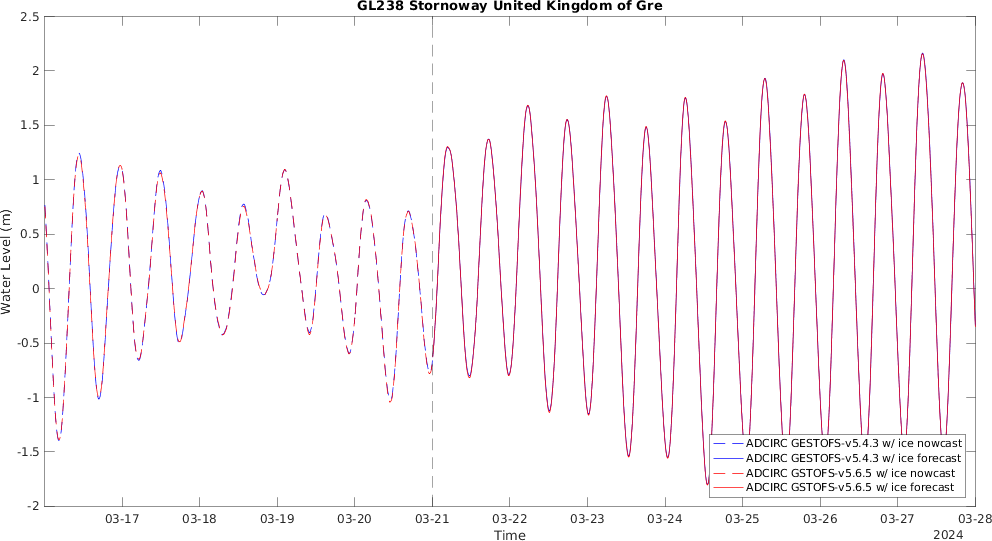 GL238 Stornoway United Kingdom of Gre
2.5
2
1.5
1
0.5
0
-0.5
-1
-1.5
-2
Water Level (m)
ADCIRC GESTOFS-v5.4.3 w/ ice nowcast
ADCIRC GESTOFS-v5.4.3 w/ ice forecast
ADCIRC GSTOFS-v5.6.5 w/ ice nowcast
ADCIRC GSTOFS-v5.6.5 w/ ice forecast
03-17 03-18 03-19 03-20 03-21 03-22 03-23 03-24 03-25 03-26 03-27 03-28
Time
2024